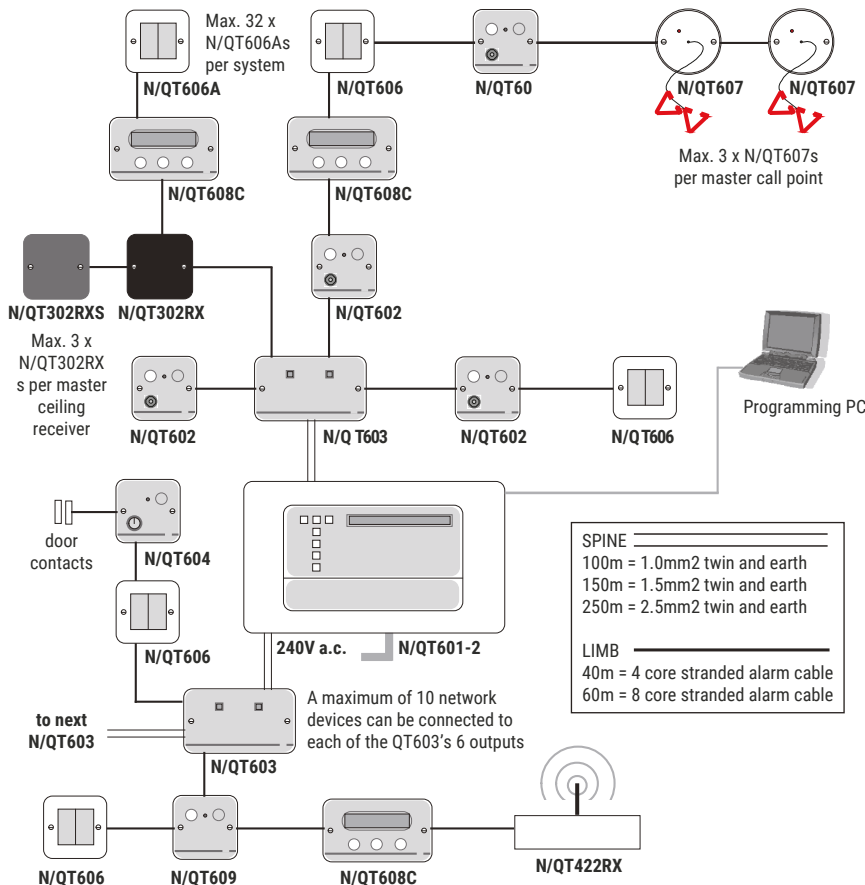 Max. 32 x
N/QT606As
per system
N/QT606A
N/QT606
N/QT60
N/QT607
N/QT607
Max. 3 x N/QT607s
per master call point
N/QT608C
N/QT608C
N/QT302RXS
N/QT302RX
N/QT602
Max. 3 x
N/QT302RX
s per master
ceiling
receiver
N/QT602
N/Q T603
N/QT602
N/QT606
Programming PC
door
contacts
N/QT604
N/QT606
240V a.c.
N/QT601-2
SPINE
100m = 1.0mm2 twin and earth
150m = 1.5mm2 twin and earth
250m = 2.5mm2 twin and earth
LIMB
40m = 4 core stranded alarm cable
60m = 8 core stranded alarm cable
to next
N/QT603
N/QT603
A maximum of 10 network
devices can be connected to
each of the QT603's 6 outputs
N/QT606
N/QT609
N/QT608C
N/QT422RX